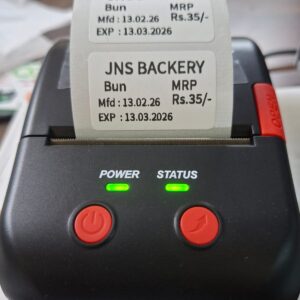 Bun MRP
Mfd : 13.02.26 Rs.35/-
EXP : 13.03.2026
JNS BACKERY
Bun MRP
Mfd : 13.02.26 Rs.35/-
EXP : 13.03.2026
POWER STATUS